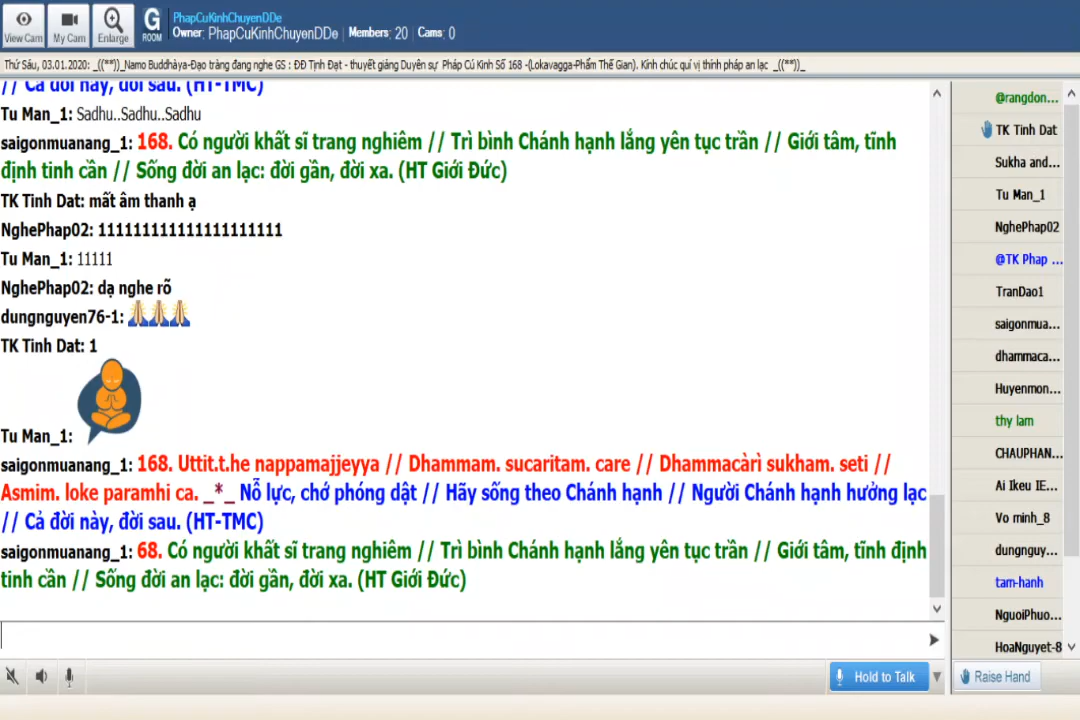 View Cam
My Cam
Enlarge
G
ROOM
PhapCuKinhChuyenDDe
Owner: PhapCuKinhChuyenDDe | Members: 20 | Cams: 0
Thứ Sáu, 03.01.2020: _((**))_Namo Buddhàya-Đạo tràng đang nghe GS : ĐĐ Tịnh Đạt - thuyết giảng Duyên sự Pháp Cú Kinh Số 168 -(Lokavagga-Phẩm Thế Gian). Kính chúc quí vị thính pháp an lạc _((**))_
// Cả đời này, đời sau. (HT-TMC)
Tu Man_1: Sadhu..Sadhu..Sadhu
saigonmuanang_1: 168. Có người khất sĩ trang nghiêm // Trì bình Chánh hạnh lắng yên tục trần // Giới tâm, tĩnh
định tinh cần // Sống đời an lạc: đời gần, đời xa. (HT Giới Đức)
TK Tinh Dat: mất âm thanh ạ
NghePhap02: 111111111111111111111
Tu Man_1: 11111
NghePhap02: dạ nghe rõ
dungnguyen76-1:
TK Tinh Dat: 1
Tu Man_1:
saigonmuanang_1: 168. Uttit.t.he nappamajjeyya // Dhammam. sucaritam. care // Dhammacàrì sukham. seti //
Asmim. loke paramhi ca. _*_ Nỗ lực, chớ phóng dật // Hãy sống theo Chánh hạnh // Người Chánh hạnh hưởng lạc
// Cả đời này, đời sau. (HT-TMC)
saigonmuanang_1: 68. Có người khất sĩ trang nghiêm // Trì bình Chánh hạnh lắng yên tục trần // Giới tâm, tĩnh định
tinh cần // Sống đời an lạc: đời gần, đời xa. (HT Giới Đức)
@rangdon...
TK Tinh Dat
Sukha and...
Tu Man_1
NghePhap02
@TK Phap ...
TranDao1
saigonmua...
dhammaca...
Huyenmon...
thy lam
CHAUPHAN...
Ai Ikeu IE...
Vo minh_8
dungnguy...
tam-hanh
NguoiPhuo...
HoaNguyet-8
Hold to Talk
Raise Hand